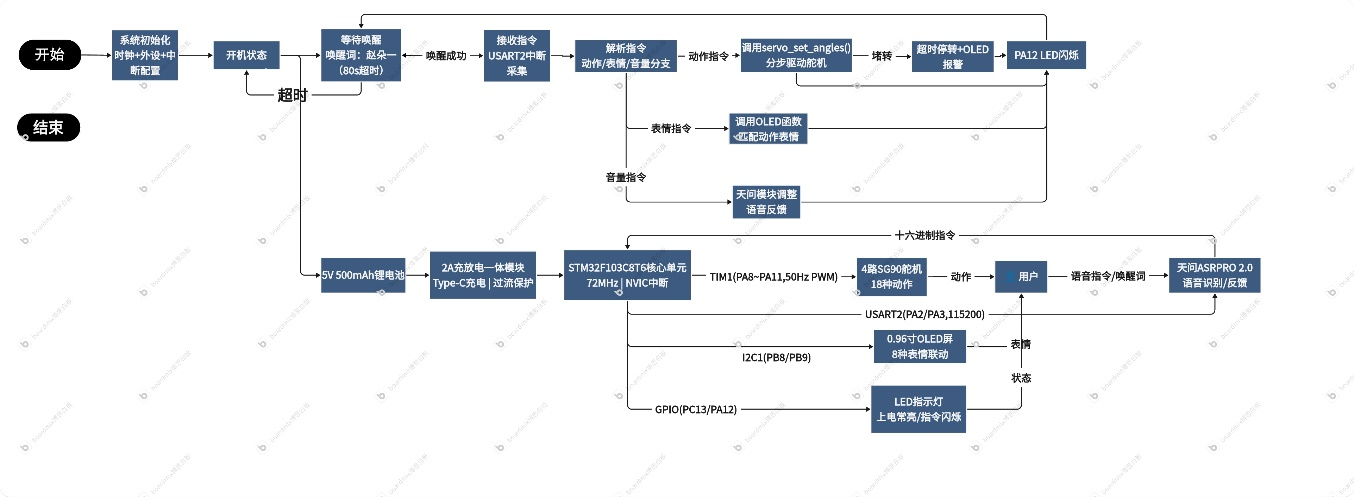 开始
系统初始化
时钟+外设+中
断配置
开机状态
等待唤醒
唤醒词：赵朵一
（80s超时）
超时
唤醒成功
接收指令
USART2中断
采集
解析指令
动作/表情/音量分支
动作指令
调用servo_set_angles()
分步驱动舵机
堵转
超时停转+OLED
报警
PA12 LED闪烁
结束
表情指令
调用OLED函数
匹配动作表情
音量指令
天问模块调整
语音反馈
十六进制指令
5V 500mAh锂电池
2A充放电一体模块
Type-C充电 | 过流保护
STM32F103C8T6核心单元
72MHz | NVIC中断
TIM1(PA8~PA11,50Hz PWM)
4路SG90舵机
18种动作
动作
用户
语音指令/唤醒词
天问ASRPRO 2.0
语音识别/反馈
USART2(PA2/PA3,115200)
I2C1(PB8/PB9)
0.96寸OLED屏
8种表情联动
表情
状态
GPIO(PC13/PA12)
LED指示灯
上电常亮/指令闪烁